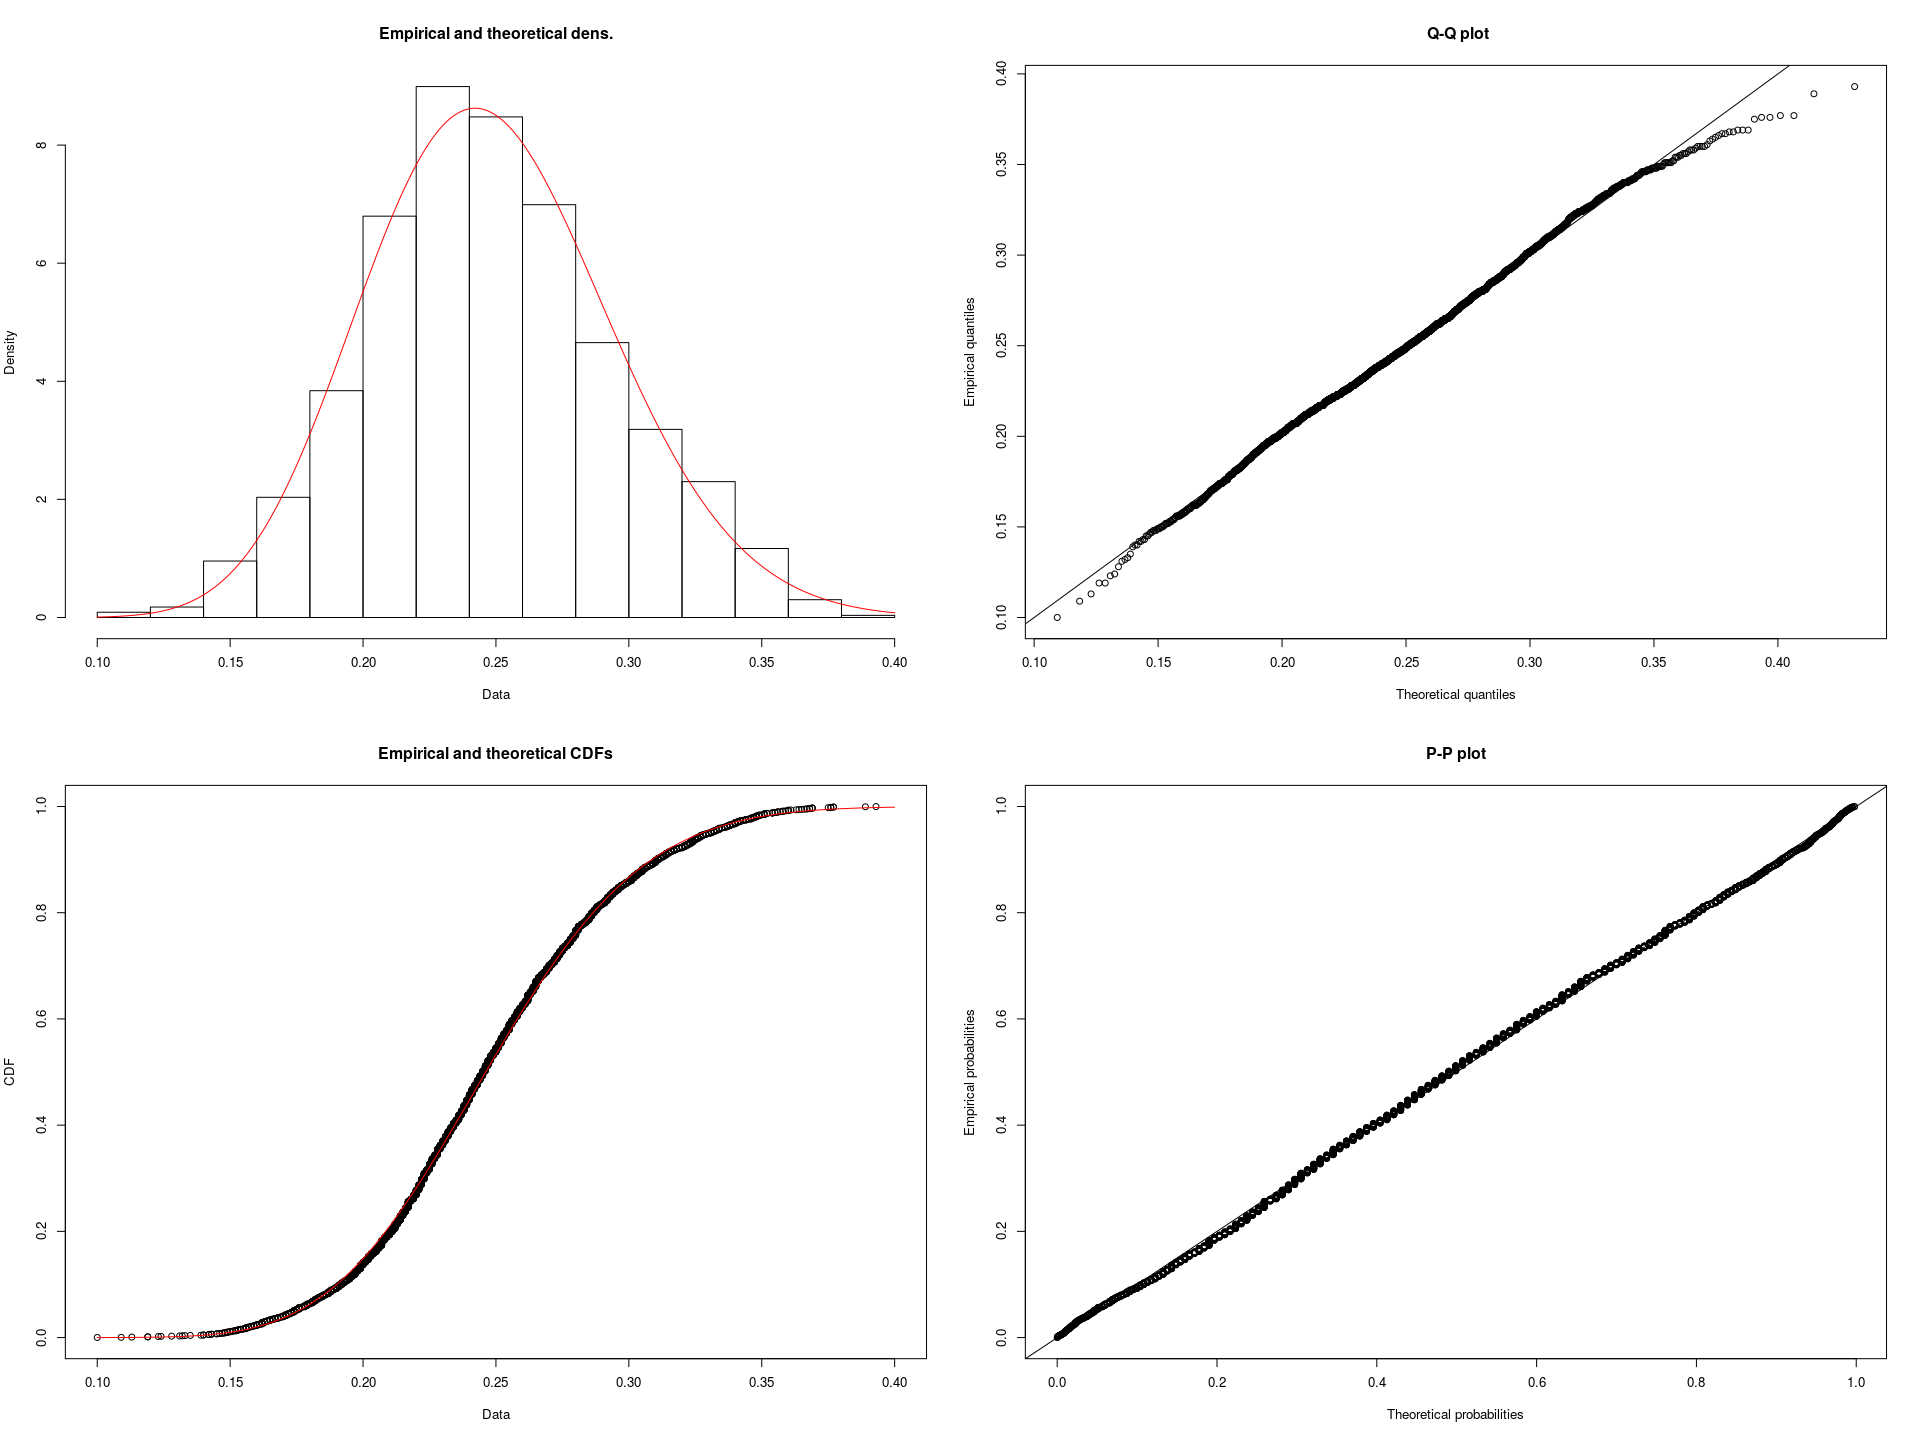 Empirical and theoretical dens.
Density
0 2 4 6 8
0.10 0.15 0.20 0.25 0.30 0.35 0.40
Data
Q-Q plot
Empirical quantiles
0.10 0.15 0.20 0.25 0.30 0.35 0.40
0.10 0.15 0.20 0.25 0.30 0.35 0.40
Theoretical quantiles
Empirical and theoretical CDFs
CDF
0.0 0.2 0.4 0.6 0.8 1.0
0.10 0.15 0.20 0.25 0.30 0.35 0.40
Data
P-P plot
Empirical probabilities
0.0 0.2 0.4 0.6 0.8 1.0
0.0 0.2 0.4 0.6 0.8 1.0
Theoretical probabilities